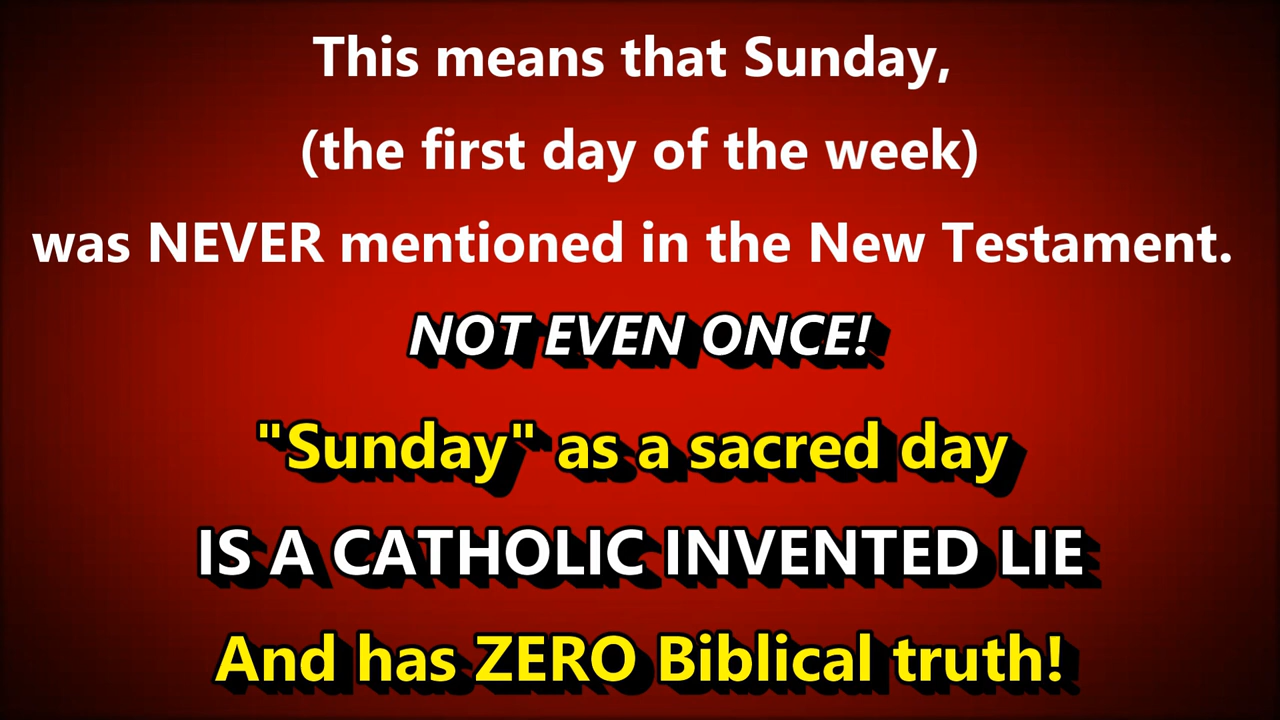 This means that Sunday,
(the first day of the week)
was NEVER mentioned in the New Testament.
NOT EVEN ONCE!
"Sunday" as a sacred day
IS A CATHOLIC INVENTED LIE
And has ZERO Biblical truth!